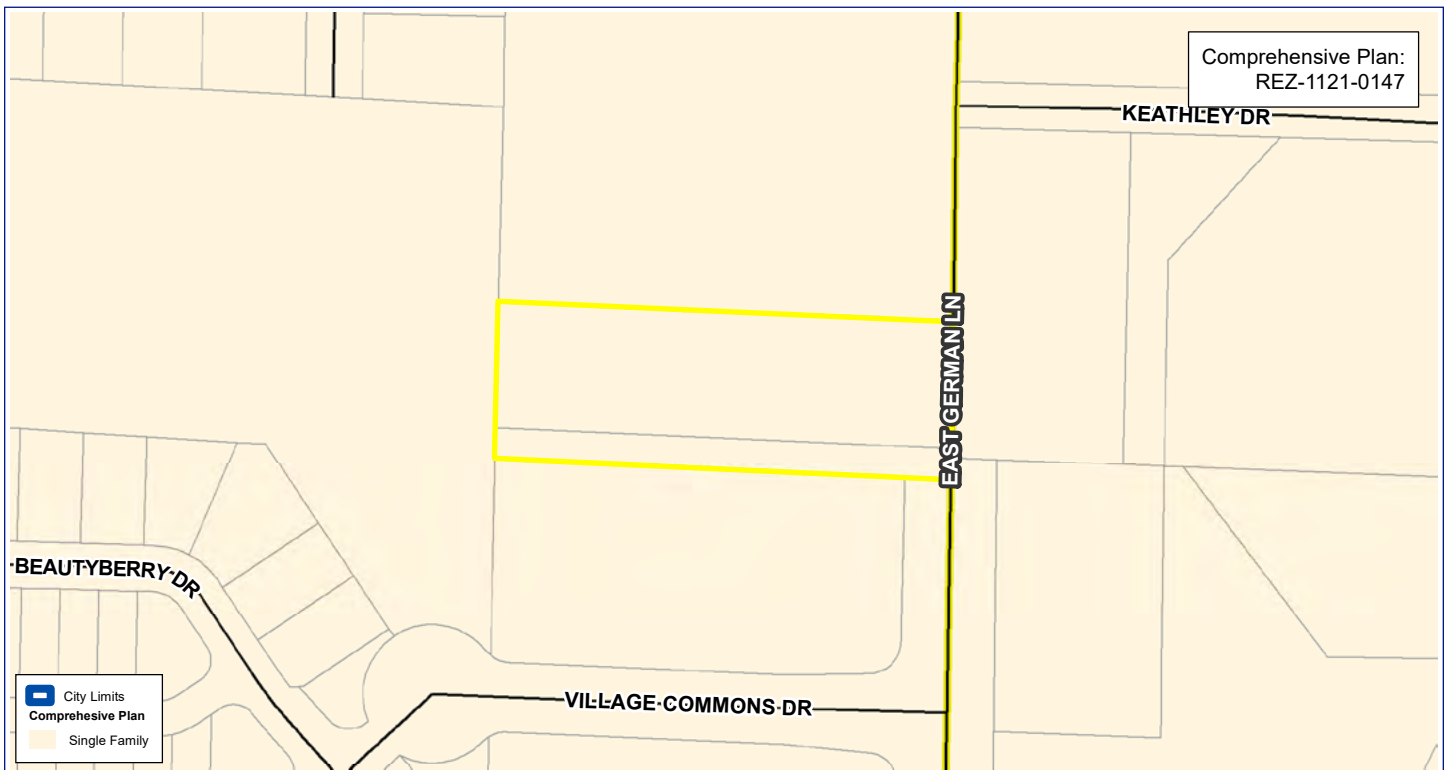 Comprehensive Plan:
REZ-1121-0147
KEATHLEY DR
EAST GERMAN LN
BEAUTYBERRY DR
VILLAGE COMMONS DR
City Limits
Comprehesive Plan
Single Family